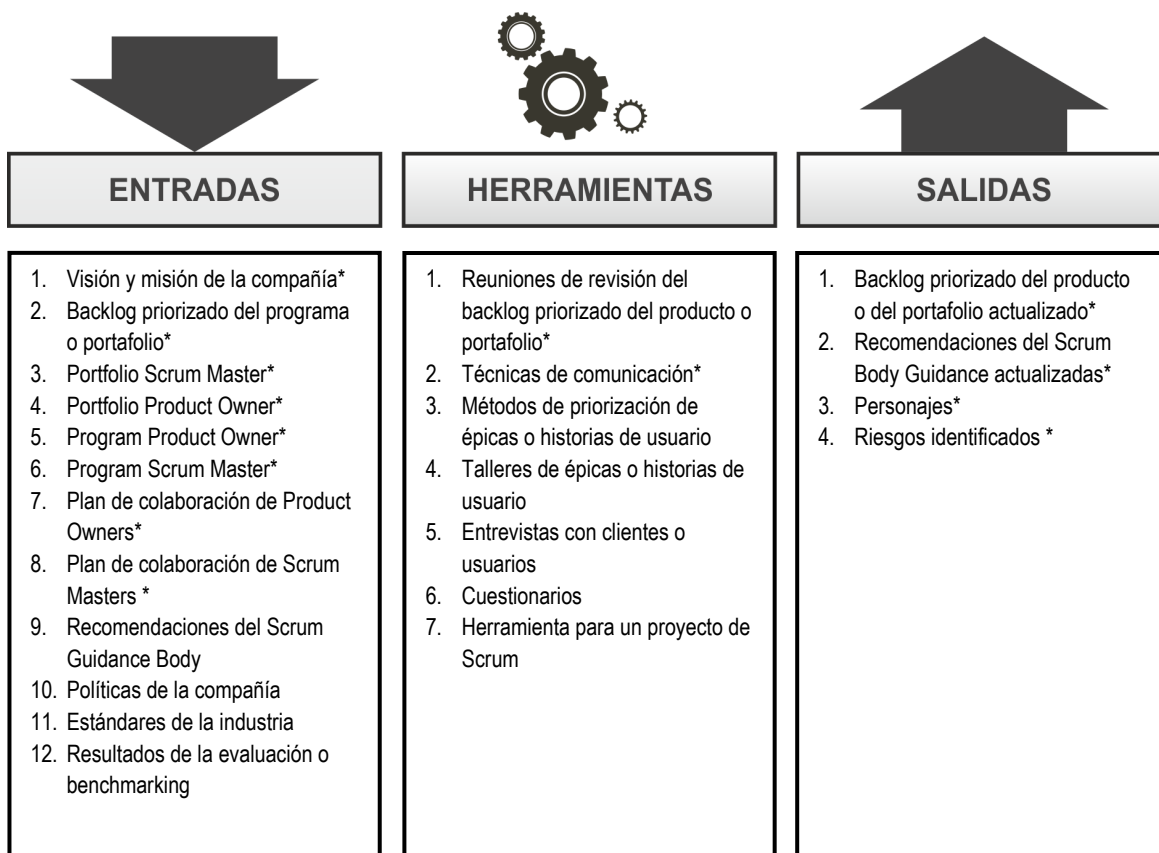 ENTRADAS
1. Visión y misión de la compañía*
2. Backlog priorizado del programa
o portafolio*
3. Portfolio Scrum Master*
4. Portfolio Product Owner*
5. Program Product Owner*
6. Program Scrum Master*
7. Plan de colaboración de Product
Owners*
8. Plan de colaboración de Scrum
Masters *
9. Recomendaciones del Scrum
Guidance Body
10. Políticas de la compañía
11. Estándares de la industria
12. Resultados de la evaluación o
benchmarking
HERRAMIENTAS
1. Reuniones de revisión del
backlog priorizado del producto o
portafolio*
2. Técnicas de comunicación*
3. Métodos de priorización de
épicas o historias de usuario
4. Talleres de épicas o historias de
usuario
5. Entrevistas con clientes o
usuarios
6. Cuestionarios
7. Herramienta para un proyecto de
Scrum
SALIDAS
1. Backlog priorizado del producto
o del portafolio actualizado*
2. Recomendaciones del Scrum
Body Guidance actualizadas*
3. Personajes*
4. Riesgos identificados *